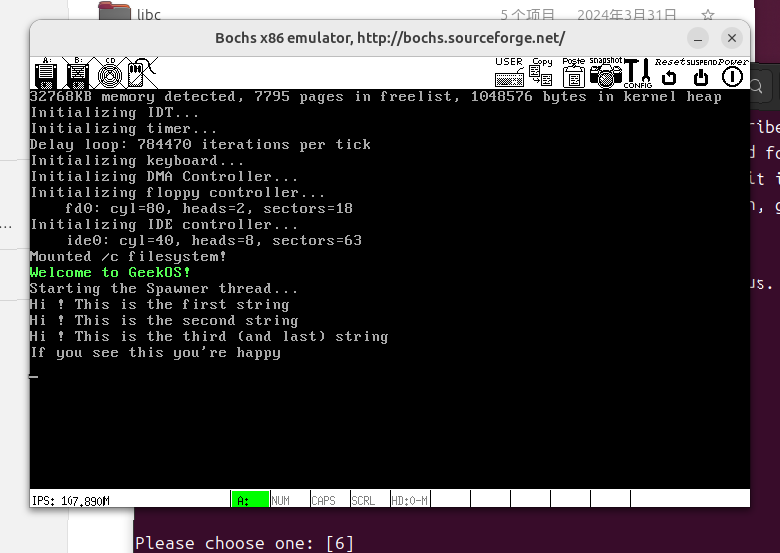 libc 5 个项目 2024年3月31日
Bochs x86 emulator, http://bochs.sourceforge.net/
A: B: CD USER Copy Paste snapshot CONFIG Reset SUSPEND Power
32768KB memory detected, 7795 pages in freelist, 1048576 bytes in kernel heap
Initializing IDT...
Initializing timer...
Delay loop: 784470 iterations per tick
Initializing keyboard...
Initializing DMA Controller...
Initializing floppy controller...
fd0: cyl=80, heads=2, sectors=18
Initializing IDE controller...
ide0: cyl=40, heads=8, sectors=63
Mounted /c filesystem!
Welcome to GeekOS!
Starting the Spawner thread...
Hi ! This is the first string
Hi ! This is the second string
Hi ! This is the third (and last) string
If you see this you're happy
_
IPS: 107.890M A: NUM CAPS SCRL HD:0-M
Please choose one: [6]